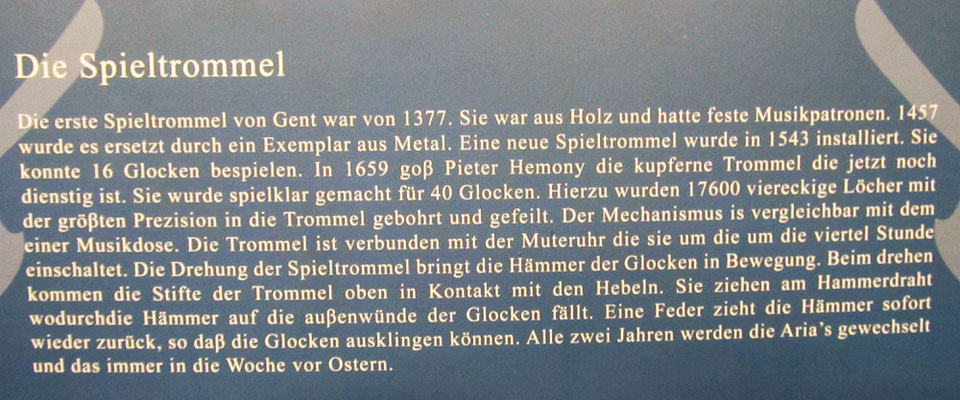 Die Spieltrommel
Die erste Spieltrommel von Gent war von 1377. Sie war aus Holz und hatte feste Musikpatronen. 1457
wurde es ersetzt durch ein Exemplar aus Metal. Eine neue Spieltrommel wurde in 1543 installiert. Sie
konnte 16 Glocken bespielen. In 1659 goß Pieter Hemony die kupferne Trommel die jetzt noch
dienstig ist. Sie wurde spielklar gemacht für 40 Glocken. Hierzu wurden 17600 viereckige Löcher mit
der größten Prezision in die Trommel gebohrt und gefeilt. Der Mechanismus is vergleichbar mit dem
einer Musikdose. Die Trommel ist verbunden mit der Muteruhr die sie um die um die viertel Stunde
einschaltet. Die Drehung der Spieltrommel bringt die Hämmer der Glocken in Bewegung. Beim drehen
kommen die Stifte der Trommel oben in Kontakt mit den Hebeln. Sie ziehen am Hammerdraht
wodurchdie Hämmer auf die außenwünde der Glocken fällt. Eine Feder zieht die Hämmer sofort
wieder zurück, so daß die Glocken ausklingen können. Alle zwei Jahren werden die Aria's gewechselt
und das immer in die Woche vor Ostern.